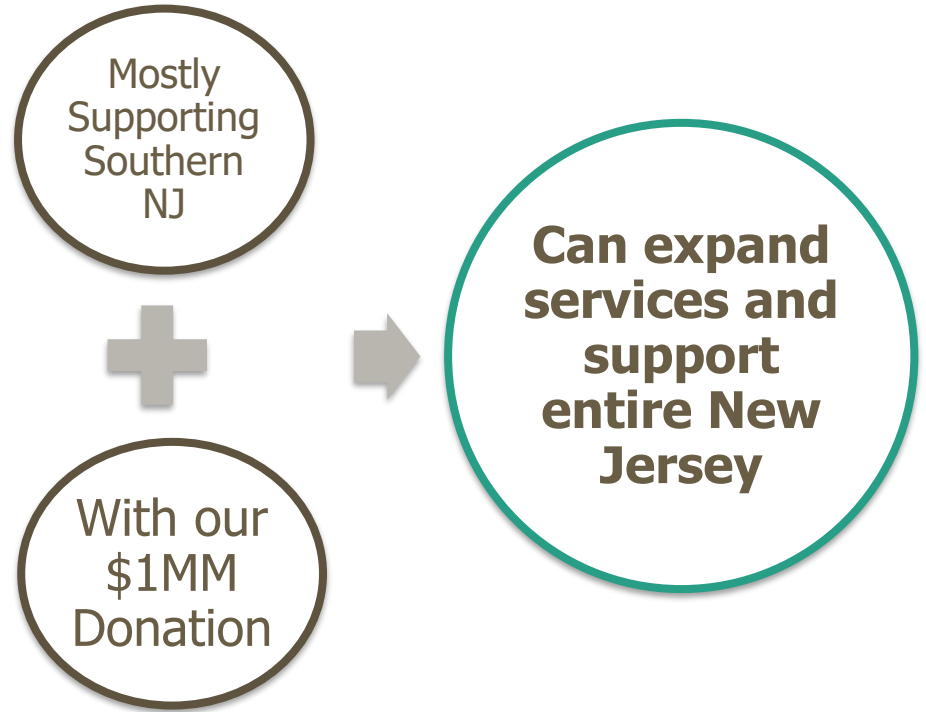 Mostly
Supporting
Southern
NJ
With our
$1MM
Donation
Can expand
services and
support
entire New
Jersey